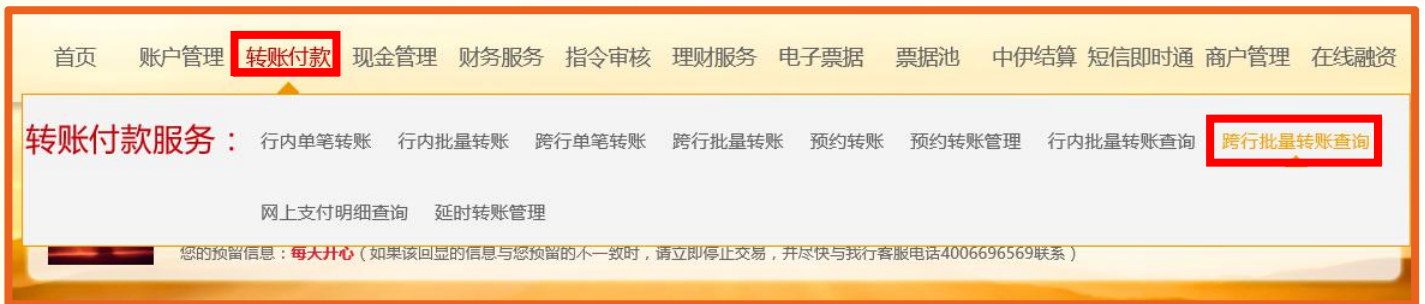 首页 账户管理 转账付款 现金管理 财务服务 指令审核 理财服务 电子票据 票据池 中伊结算 短信即时通 商户管理 在线融资
转账付款服务： 行内单笔转账 行内批量转账 跨行单笔转账 跨行批量转账 预约转账 预约转账管理 行内批量转账查询 跨行批量转账查询
网上支付明细查询 延时转账管理
您的预留信息：每天开心（如果该回显的信息与您预留的不一致时，请立即停止交易，并尽快与我行客服电话4006696569联系）